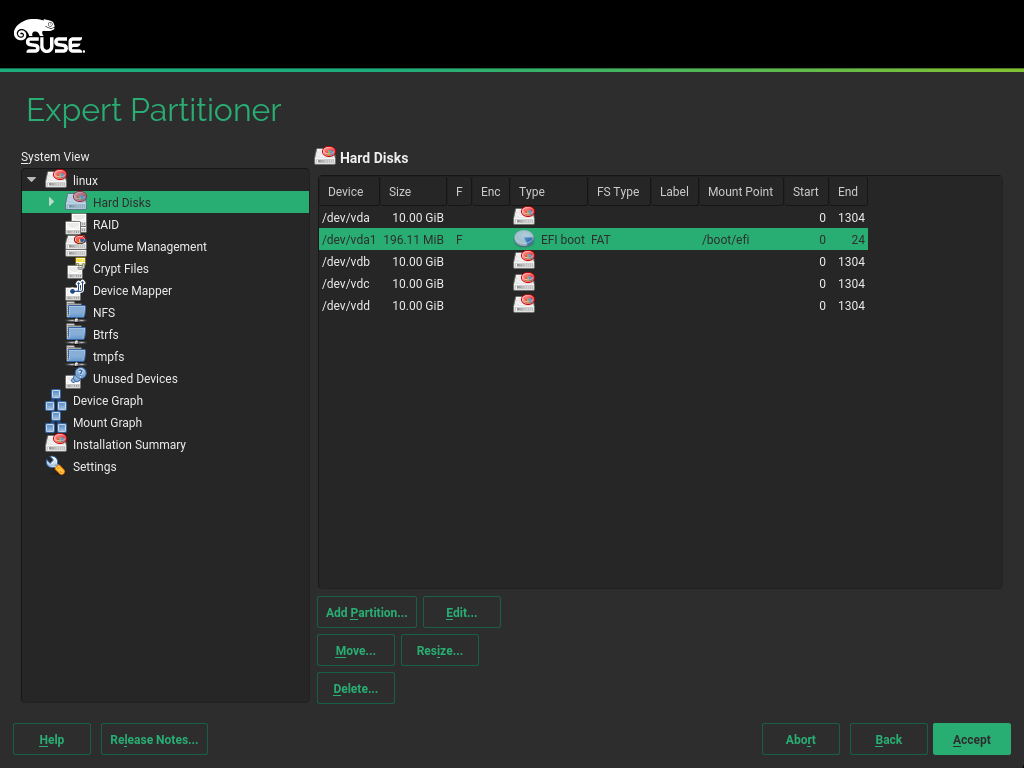 SUSE
Expert Partitioner
System View
linux
Hard Disks
RAID
Volume Management
Crypt Files
Device Mapper
NFS
Btrfs
tmpfs
Unused Devices
Device Graph
Mount Graph
Installation Summary
Settings
Hard Disks
Device Size F Enc Type FS Type Label Mount Point Start End
/dev/vda 10.00 GiB 0 1304
/dev/vda1 196.11 MiB F EFI boot FAT /boot/efi 0 24
/dev/vdb 10.00 GiB 0 1304
/dev/vdc 10.00 GiB 0 1304
/dev/vdd 10.00 GiB 0 1304
Add Partition... Edit...
Move... Resize...
Delete...
Help Release Notes... Abort Back Accept